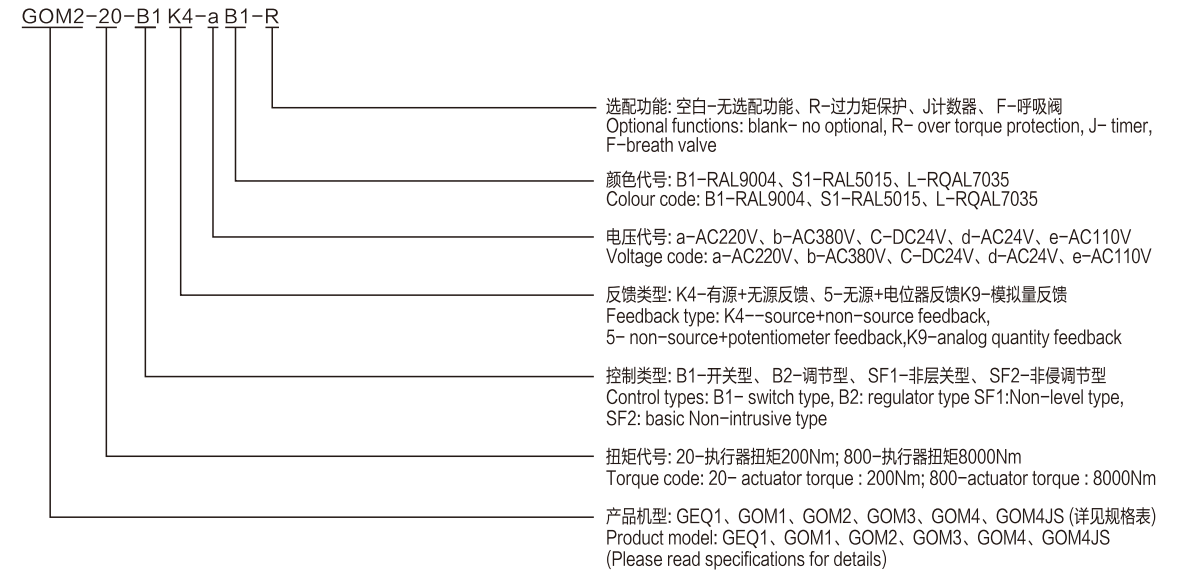 GOM2-20-B1 K4-a B1-R
选配功能: 空白-无选配功能、R-过力矩保护、J计数器、F-呼吸阀
Optional functions: blank- no optional, R- over torque protection, J- timer,
F-breath valve
颜色代号: B1-RAL9004、S1-RAL5015、L-RQAL7035
Colour code: B1-RAL9004、S1-RAL5015、L-RQAL7035
电压代号: a-AC220V、b-AC380V、C-DC24V、d-AC24V、e-AC110V
Voltage code: a-AC220V、b-AC380V、C-DC24V、d-AC24V、e-AC110V
反馈类型: K4-有源+无源反馈、5-无源+电位器反馈K9-模拟量反馈
Feedback type: K4--source+non-source feedback,
5- non-source+potentiometer feedback,K9-analog quantity feedback
控制类型: B1-开关型、B2-调节型、SF1-非层关型、SF2-非侵调节型
Control types: B1- switch type, B2: regulator type SF1:Non-level type,
SF2: basic Non-intrusive type
扭矩代号: 20-执行器扭矩200Nm; 800-执行器扭矩8000Nm
Torque code: 20- actuator torque : 200Nm; 800-actuator torque : 8000Nm
产品机型: GEQ1、GOM1、GOM2、GOM3、GOM4、GOM4JS (详见规格表)
Product model: GEQ1、GOM1、GOM2、GOM3、GOM4、GOM4JS
(Please read specifications for details)